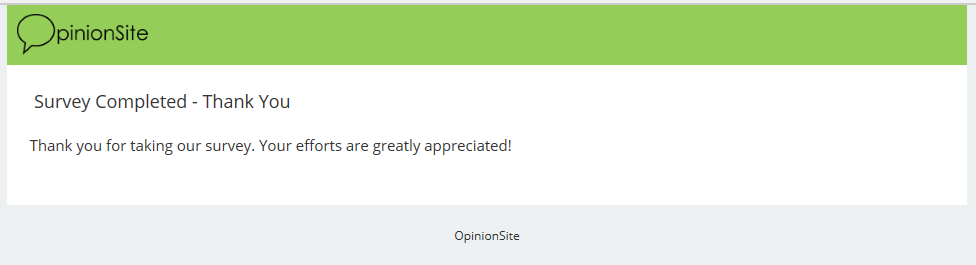 OpinionSite
Survey Completed - Thank You
Thank you for taking our survey. Your efforts are greatly appreciated!
OpinionSite